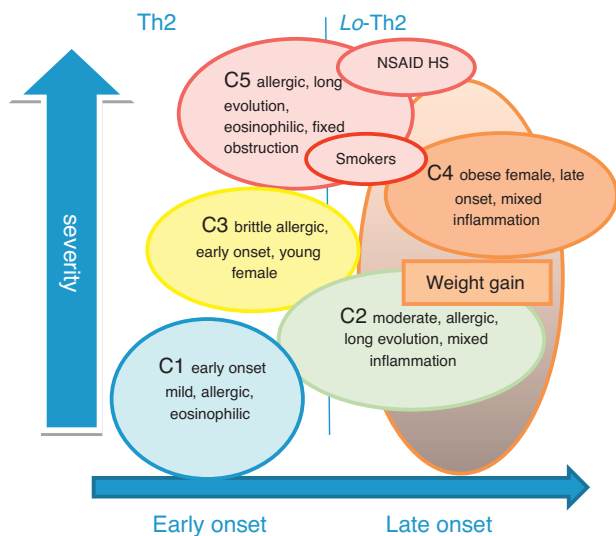 Th2
Lo-Th2
NSAID HS
C5 allergic, long
evolution,
eosinophilic, fixed
obstruction
Smokers
C4 obese female, late
onset, mixed
inflammation
C3 brittle allergic,
early onset, young
female
severity
Weight gain
C2 moderate, allergic,
long evolution, mixed
inflammation
C1 early onset
mild, allergic,
eosinophilic
Early onset
Late onset